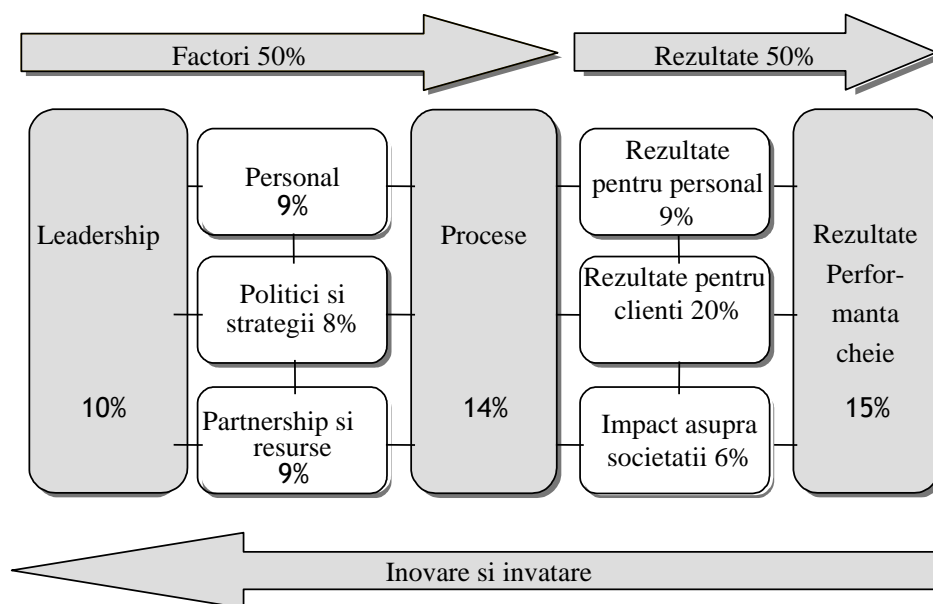 Factori 50%
Rezultate 50%
Leadership
10%
Personal
9%
Politici si
strategii 8%
Partnership si
resurse
9%
Procese
14%
Rezultate
pentru personal
9%
Rezultate pentru
clienti 20%
Impact asupra
societatii 6%
Rezultate
Perfor-
manta
cheie
15%
Inovare si invatare